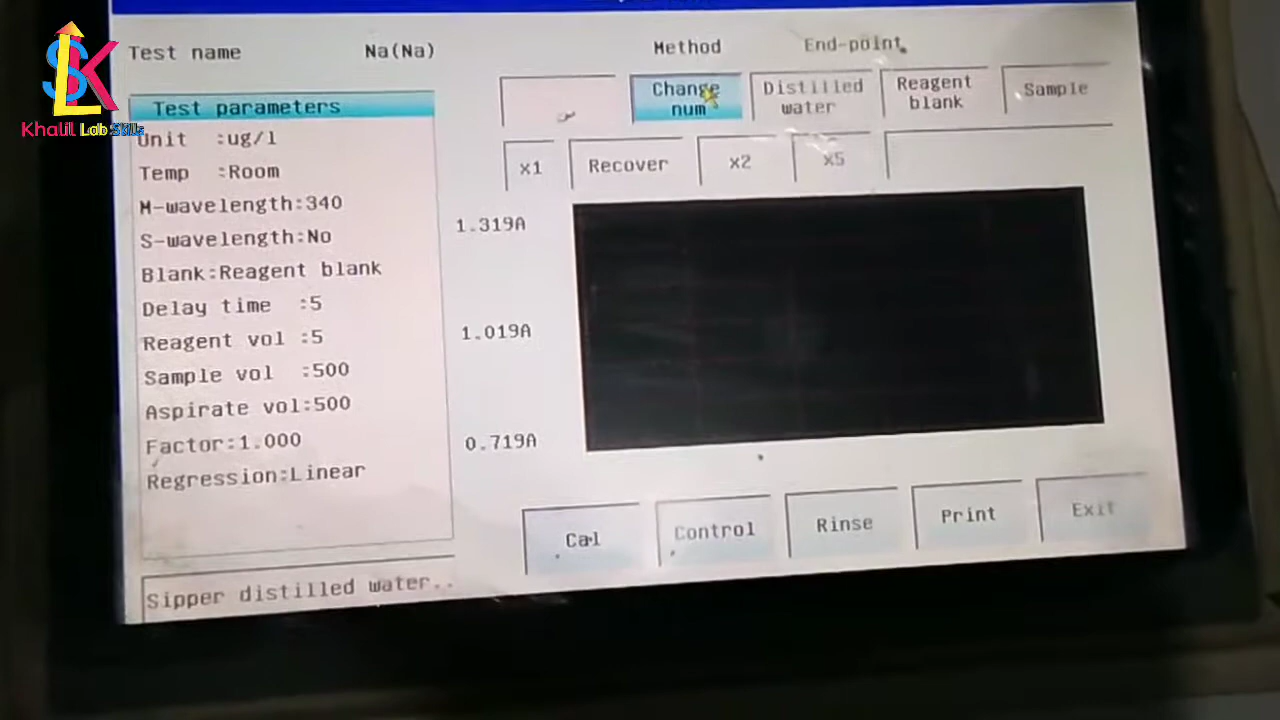 Test name Na(Na) Method End-point
Test parameters
Unit :ug/l
Temp :Room
M-wavelength:340
S-wavelength:No
Blank:Reagent blank
Delay time :5
Reagent vol :5
Sample vol :500
Aspirate vol:500
Factor:1.000
Regression:Linear
Sipper distilled water..
Change num
Distilled water
Reagent blank
Sample
x1 Recover x2 x5
1.319A
1.019A
0.719A
Cal Control Rinse Print Exit
SLK
Khalil Lab Skills